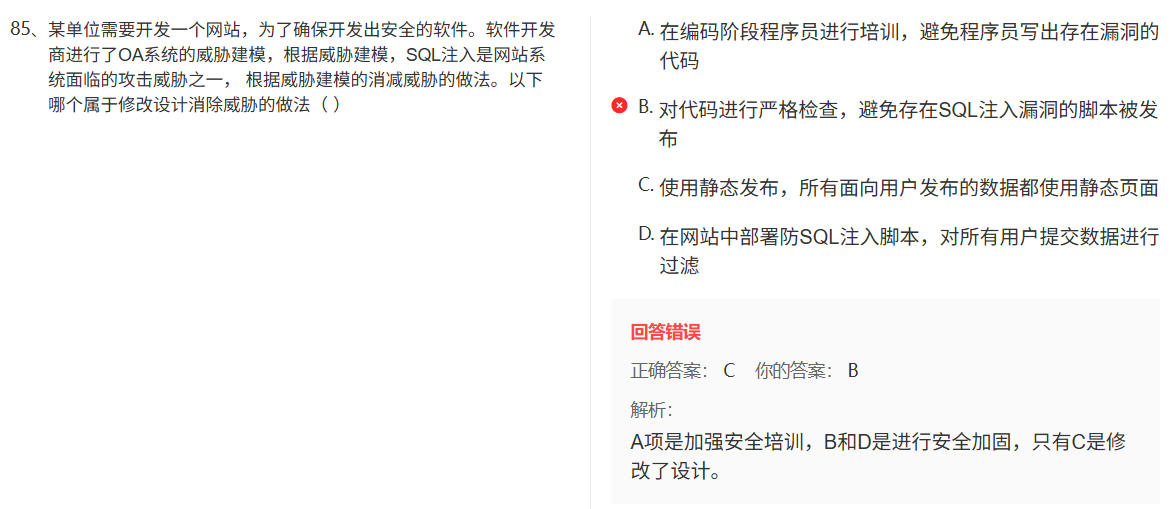 85、某单位需要开发一个网站，为了确保开发出安全的软件。软件开发
商进行了OA系统的威胁建模，根据威胁建模，SQL注入是网站系
统面临的攻击威胁之一， 根据威胁建模的消减威胁的做法。以下
哪个属于修改设计消除威胁的做法（ ）
A. 在编码阶段程序员进行培训，避免程序员写出存在漏洞的
代码
B. 对代码进行严格检查，避免存在SQL注入漏洞的脚本被发
布
C. 使用静态发布，所有面向用户发布的数据都使用静态页面
D. 在网站中部署防SQL注入脚本，对所有用户提交数据进行
过滤
回答错误
正确答案： C 你的答案： B
解析：
A项是加强安全培训，B和D是进行安全加固，只有C是修
改了设计。